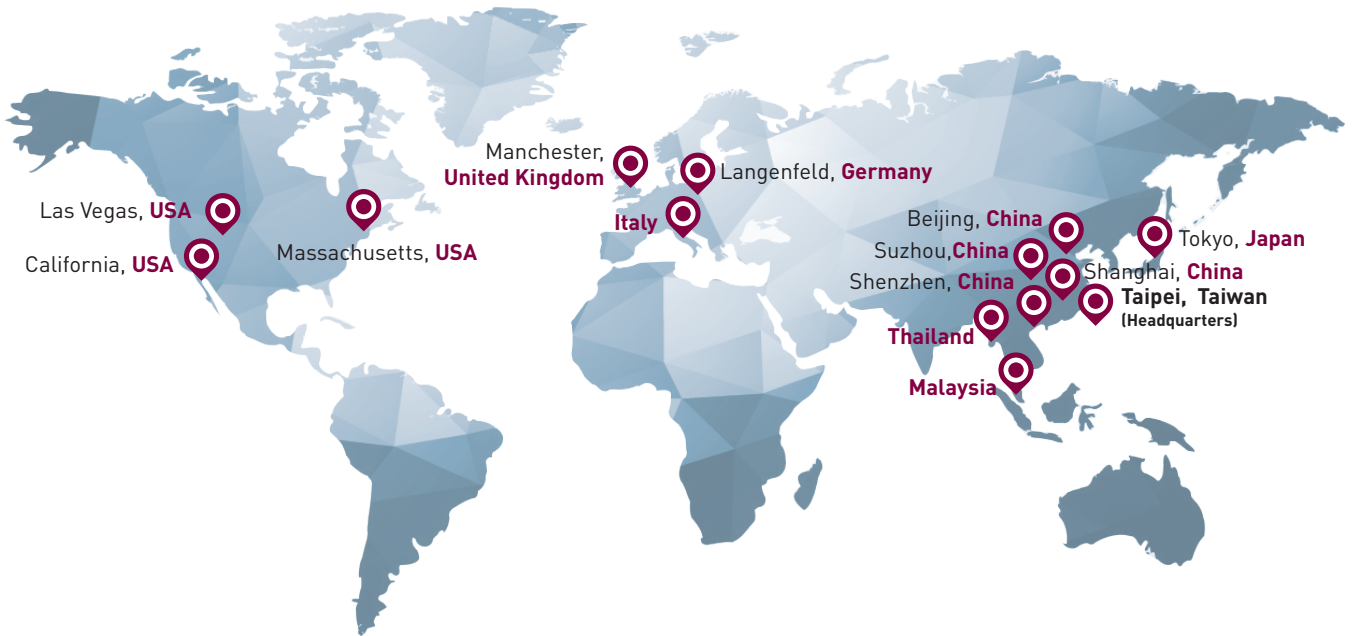 Manchester,
United Kingdom
Langenfeld, Germany
Las Vegas, USA
Italy
Massachusetts, USA
California, USA
Beijing, China
Tokyo, Japan
Suzhou,China
Shanghai, China
Shenzhen, China
Taipei, Taiwan
(Headquarters)
Thailand
Malaysia